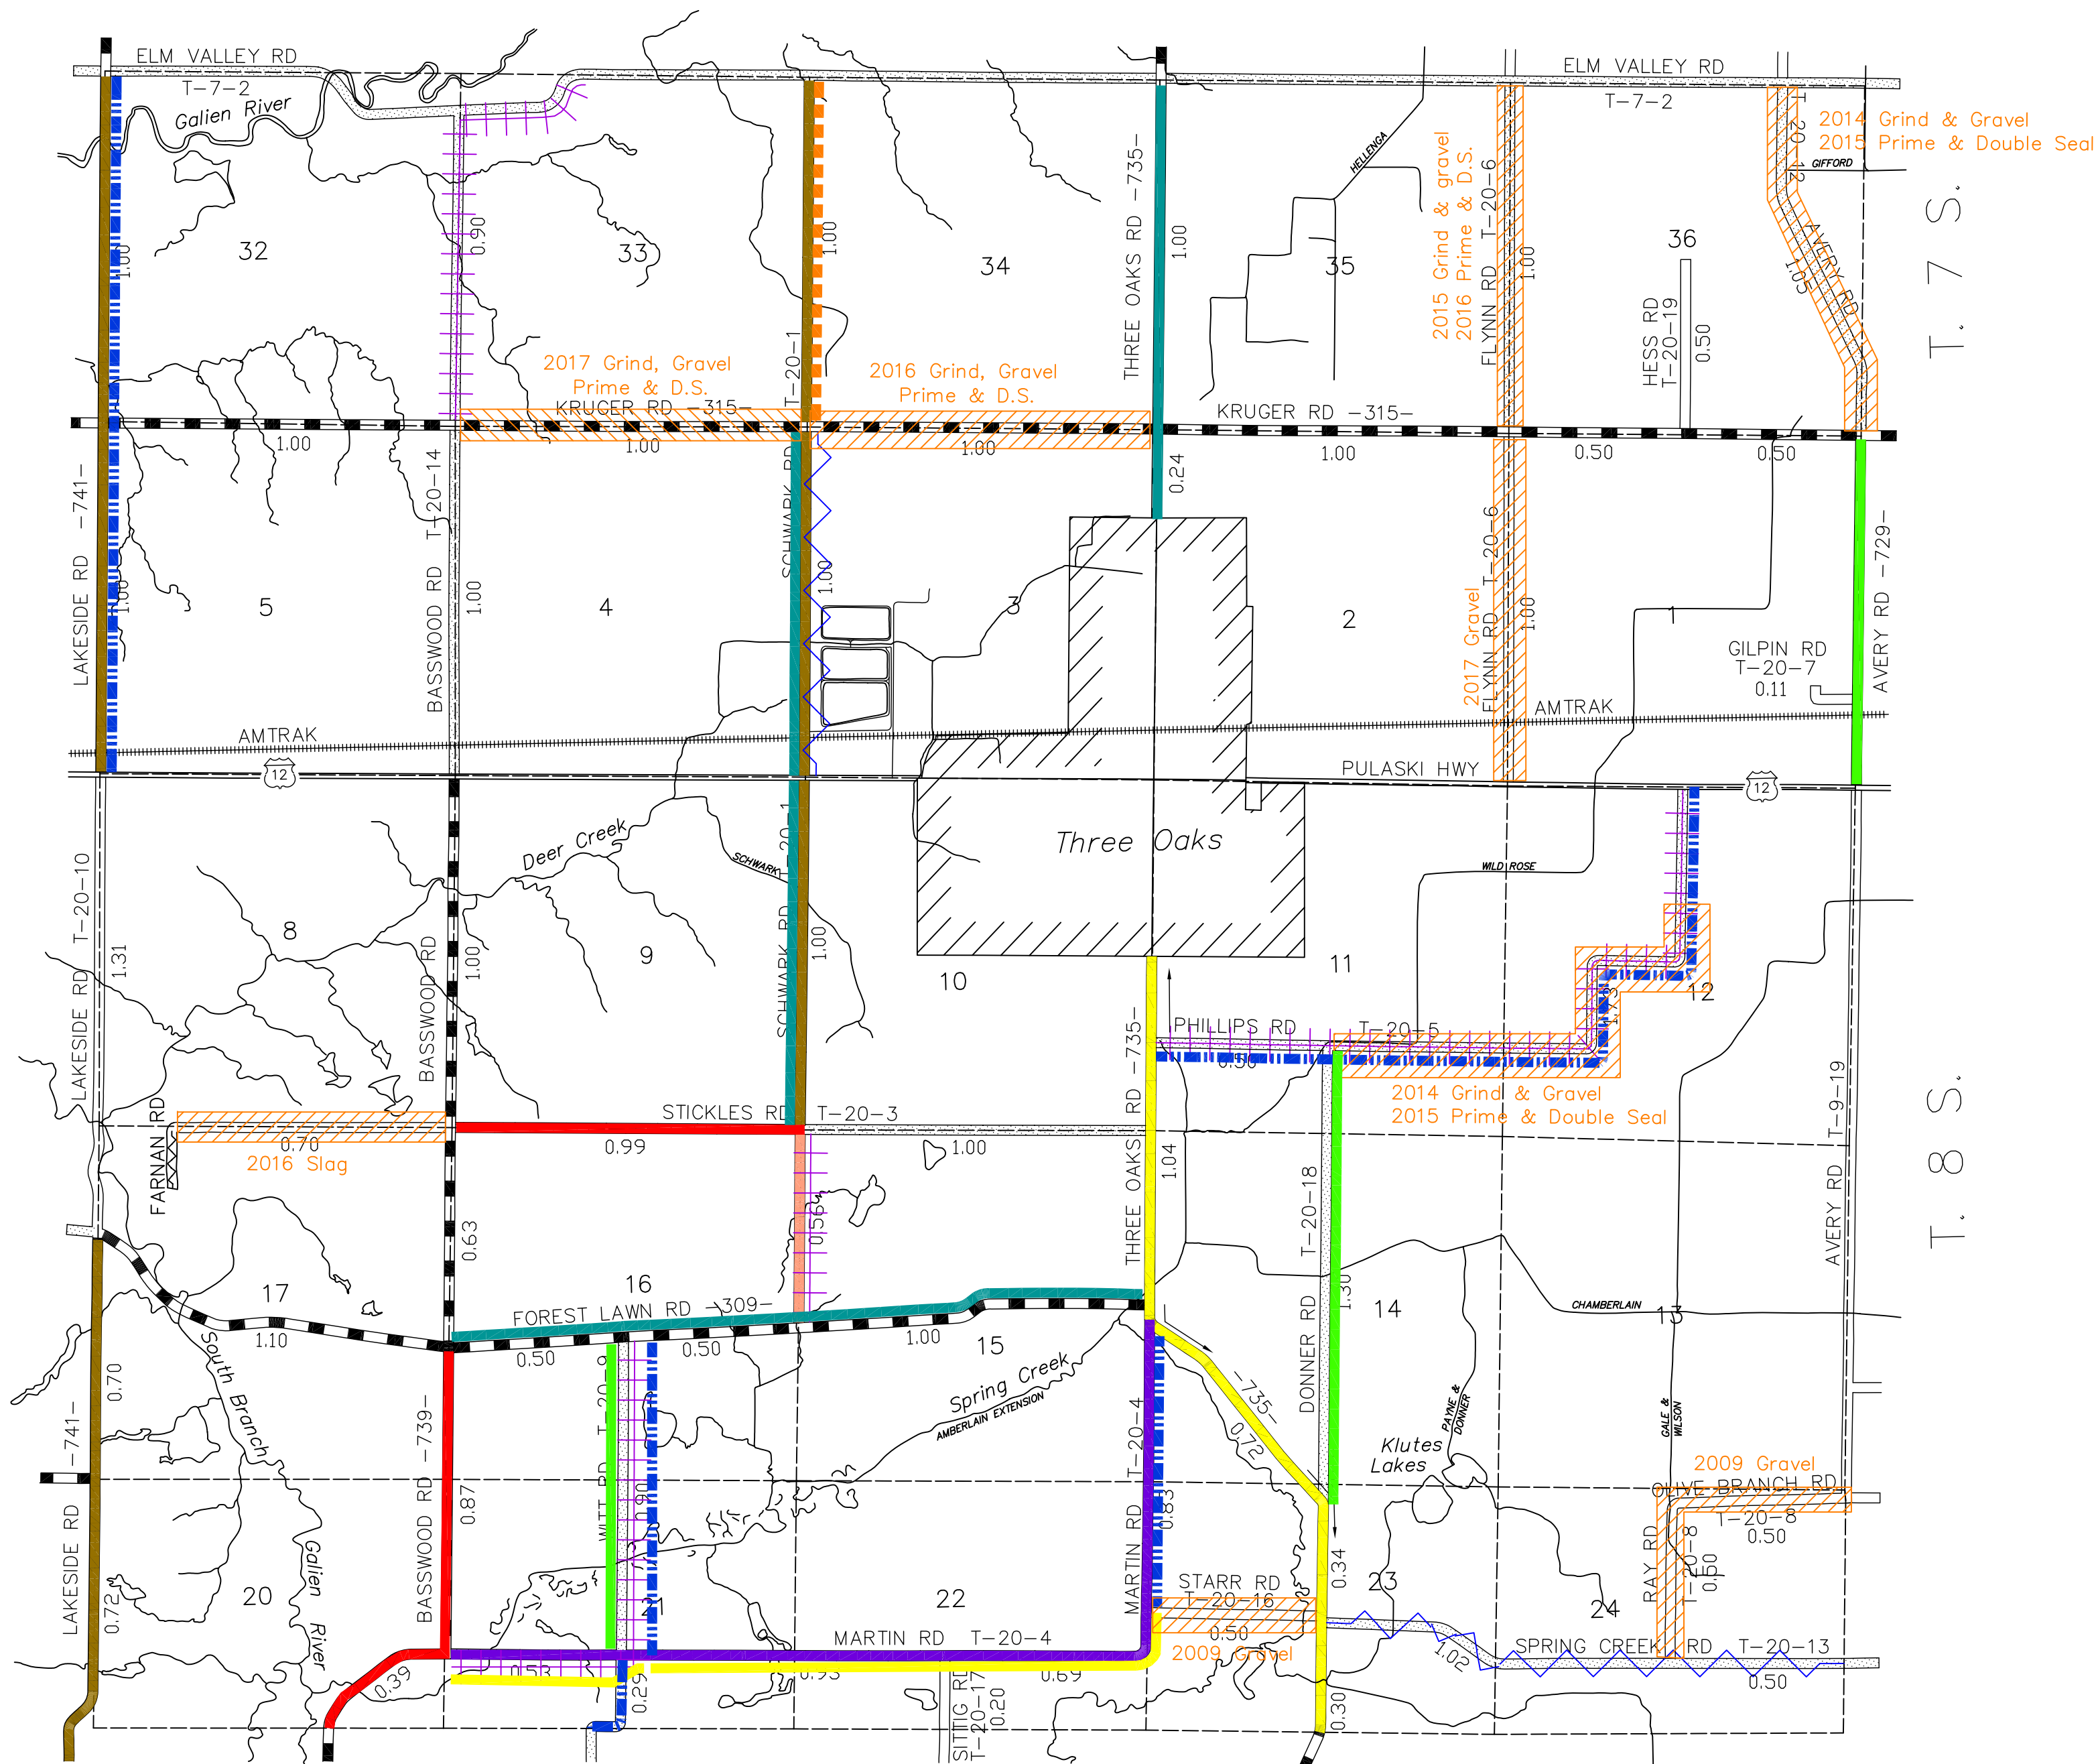 ELM VALLEY RD
ELM VALLEY RD
T-7-2
T-7-2
Galien River
T-20-12
2014 Grind & Gravel
2015 Prime & Double Seal
GIFFORD
HELLENGA
THREE OAKS RD -735-
2015 Grind & gravel
2016 Prime & D.S.
FLYNN RD T-20-6
AVERY RD
1.05
T. 7 S.
1.00
32
0.90
33
1.00
34
1.00
35
1.00
36
HESS RD
T-20-19
0.50
T-20-1
2017 Grind, Gravel
Prime & D.S.
2016 Grind, Gravel
Prime & D.S.
KRUGER RD -315-
KRUGER RD -315-
1.00
1.00
1.00
1.00
0.50
0.50
LAKESIDE RD -741-
BASSWOOD RD T-20-14
SCHWARK RD
0.24
FLYNN RD T-20-6
2017 Gravel
AVERY RD -729-
1.00
5
1.00
4
1.00
3
2
1.00
1
GILPIN RD
T-20-7
0.11
AMTRAK
AMTRAK
12
PULASKI HWY
12
Three Oaks
Deer Creek
SCHWARK
WILD ROSE
LAKESIDE RD T-20-10
1.31
8
BASSWOOD RD
1.00
9
SCHWARK RD T-20-1
1.00
10
11
12
1.73
THREE OAKS RD -735-
PHILLIPS RD T-20-5
0.50
2014 Grind & Gravel
2015 Prime & Double Seal
T. 8 S.
STICKLES RD T-20-3
FARNAN RD
0.70
2016 Slag
0.99
1.00
1.04
AVERY RD T-9-19
0.63
0.56
DONNER RD T-20-18
1.30
17
16
14
13
CHAMBERLAIN
FOREST LAWN RD -309-
1.10
0.50
0.50
1.00
15
South Branch
Galien River
Spring Creek
AMBERLAIN EXTENSION
-735-
0.72
0.70
LAKESIDE RD -741-
0.72
BASSWOOD RD -739-
0.87
WITT RD T-20-9
0.90
MARTIN RD T-20-4
0.83
Klutes
Lakes
PAYNE &
DONNER
GALE &
WILSON
2009 Gravel
OLIVE BRANCH RD
T-20-8
0.50
RAY RD
T-20-8
0.50
20
21
22
23
24
0.34
STARR RD
T-20-16
0.50
2009 Gravel
MARTIN RD T-20-4
0.39
0.53
0.29
0.93
0.69
SITTIG RD
T-20-17
0.20
0.30
1.02
SPRING CREEK RD T-20-13
0.50